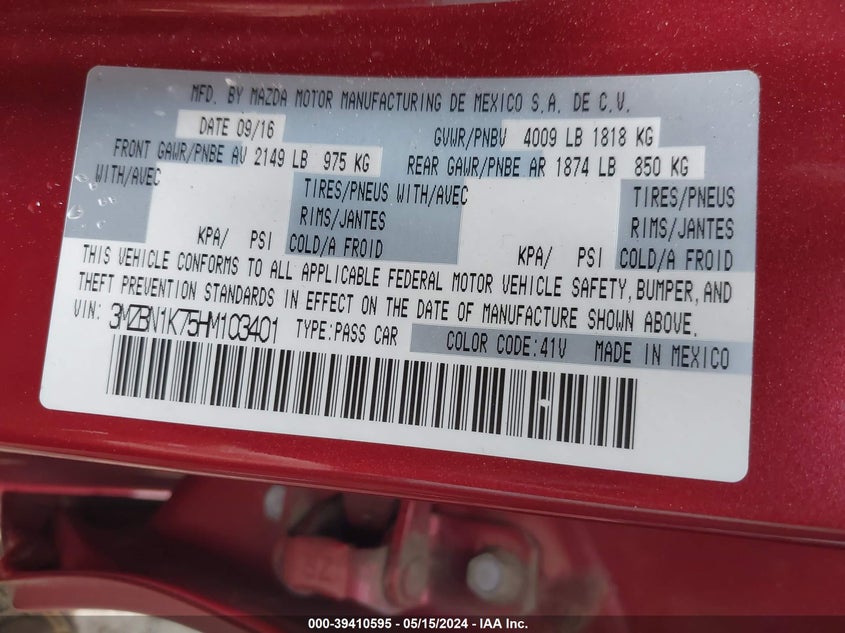 MFD. BY MAZDA MOTOR MANUFACTURING DE MEXICO S.A. DE C.V.
DATE 09/16 GVWR/PNBV 4009 LB 1818 KG
FRONT GAWR/PNBE AV 2149 LB 975 KG REAR GAWR/PNBE AR 1874 LB 850 KG
WITH/AVEC TIRES/PNEUS WITH/AVEC TIRES/PNEUS
RIMS/JANTES RIMS/JANTES
KPA/ PSI COLD/A FROID KPA/ PSI COLD/A FROID
THIS VEHICLE CONFORMS TO ALL APPLICABLE FEDERAL MOTOR VEHICLE SAFETY, BUMPER, AND
THEFT PREVENTION STANDARDS IN EFFECT ON THE DATE OF MANUFACTURE SHOWN ABOVE.
VIN: 3MZBN1K75HM103401 TYPE:PASS CAR COLOR CODE:41V MADE IN MEXICO
000-39410595 - 05/15/2024 - IAA Inc.